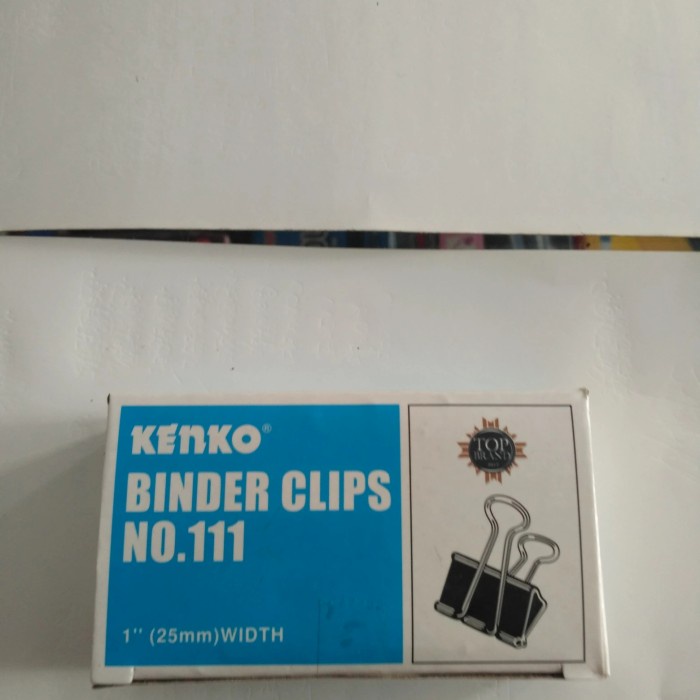 KENKO®
BINDER CLIPS
NO.111
1" (25mm)WIDTH
TOP
BRAND